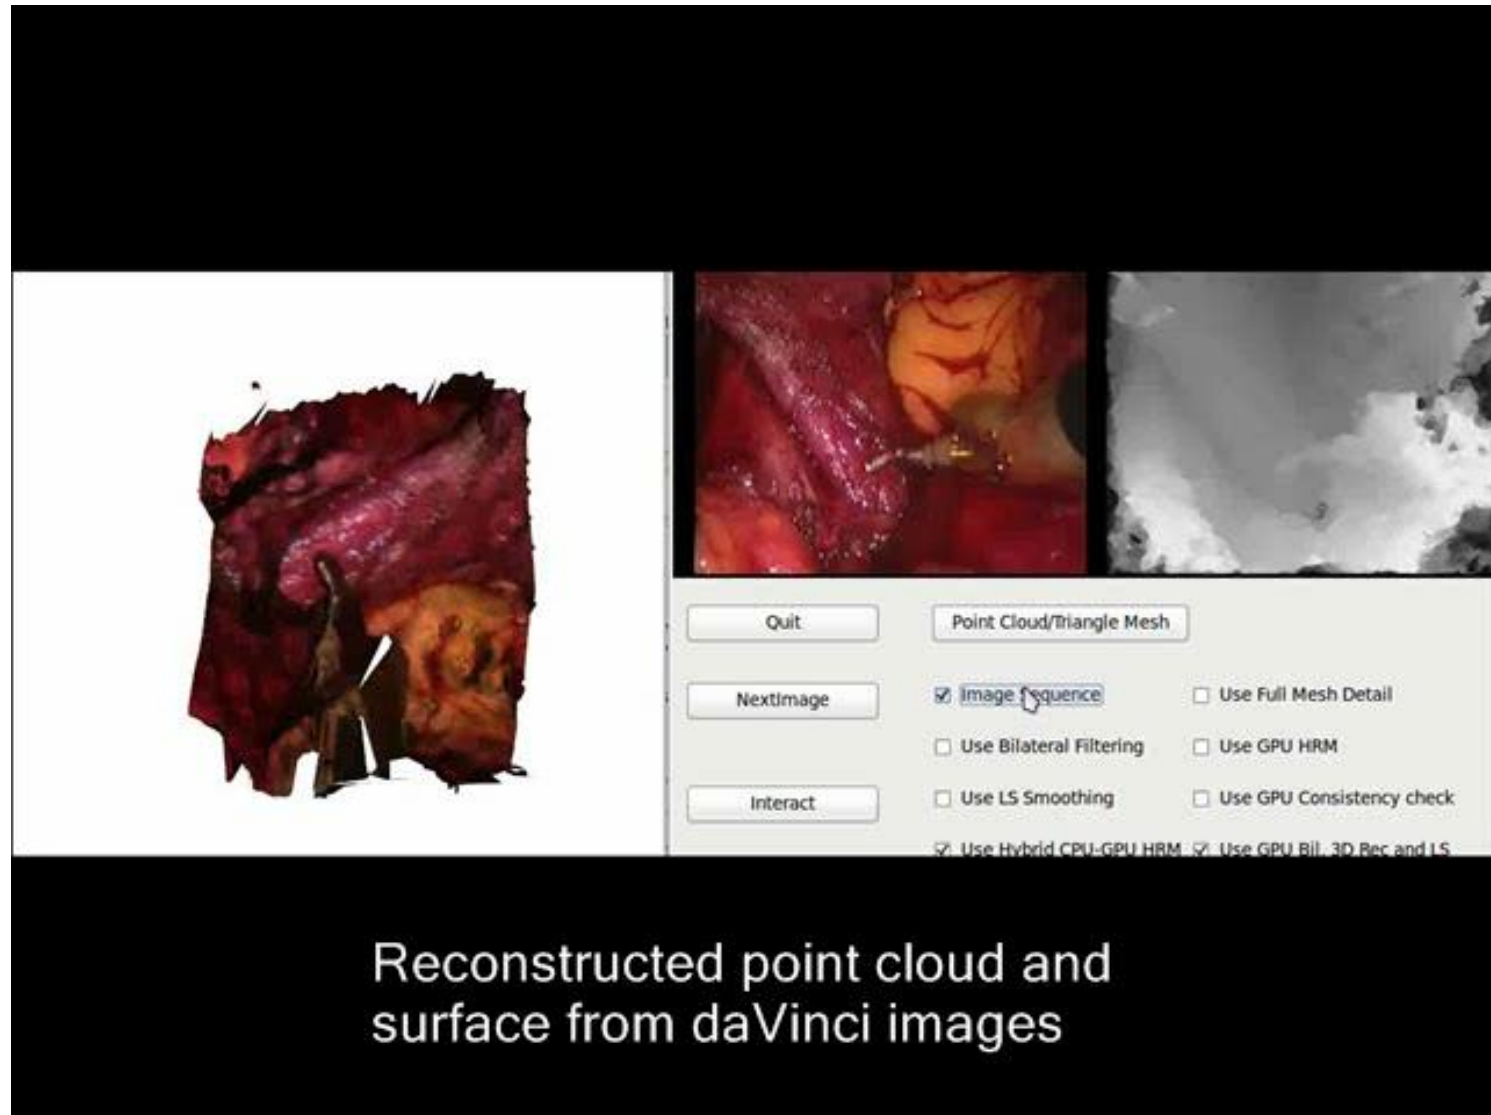 Quit
Point Cloud/Triangle Mesh
NextImage
Image Sequence
Use Full Mesh Detail
Use Bilateral Filtering
Use GPU HRM
Interact
Use LS Smoothing
Use GPU Consistency check
Use Hybrid CPU-GPU HRM
Use GPU Bil. 3D Rec and LS
Reconstructed point cloud and
surface from daVinci images